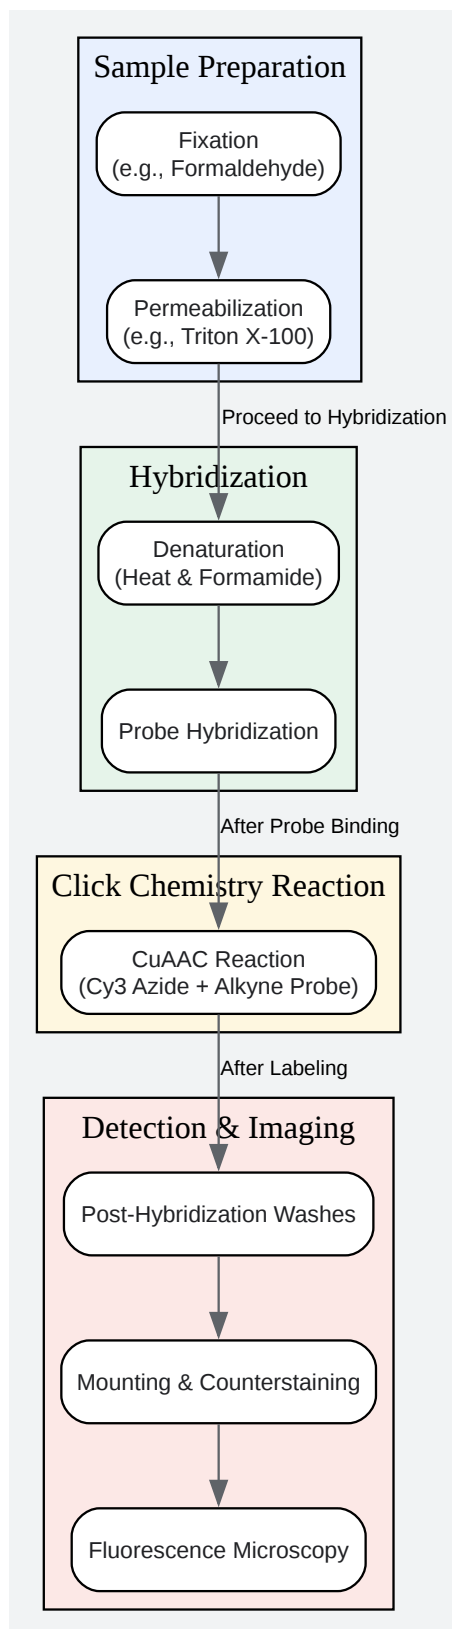 Sample Preparation
Fixation
(e.g., Formaldehyde)
Permeabilization
(e.g., Triton X-100)
Proceed to Hybridization
Hybridization
Denaturation
(Heat & Formamide)
Probe Hybridization
After Probe Binding
Click Chemistry Reaction
CuAAC Reaction
(Cy3 Azide + Alkyne Probe)
After Labeling
Detection & Imaging
Post-Hybridization Washes
Mounting & Counterstaining
Fluorescence Microscopy